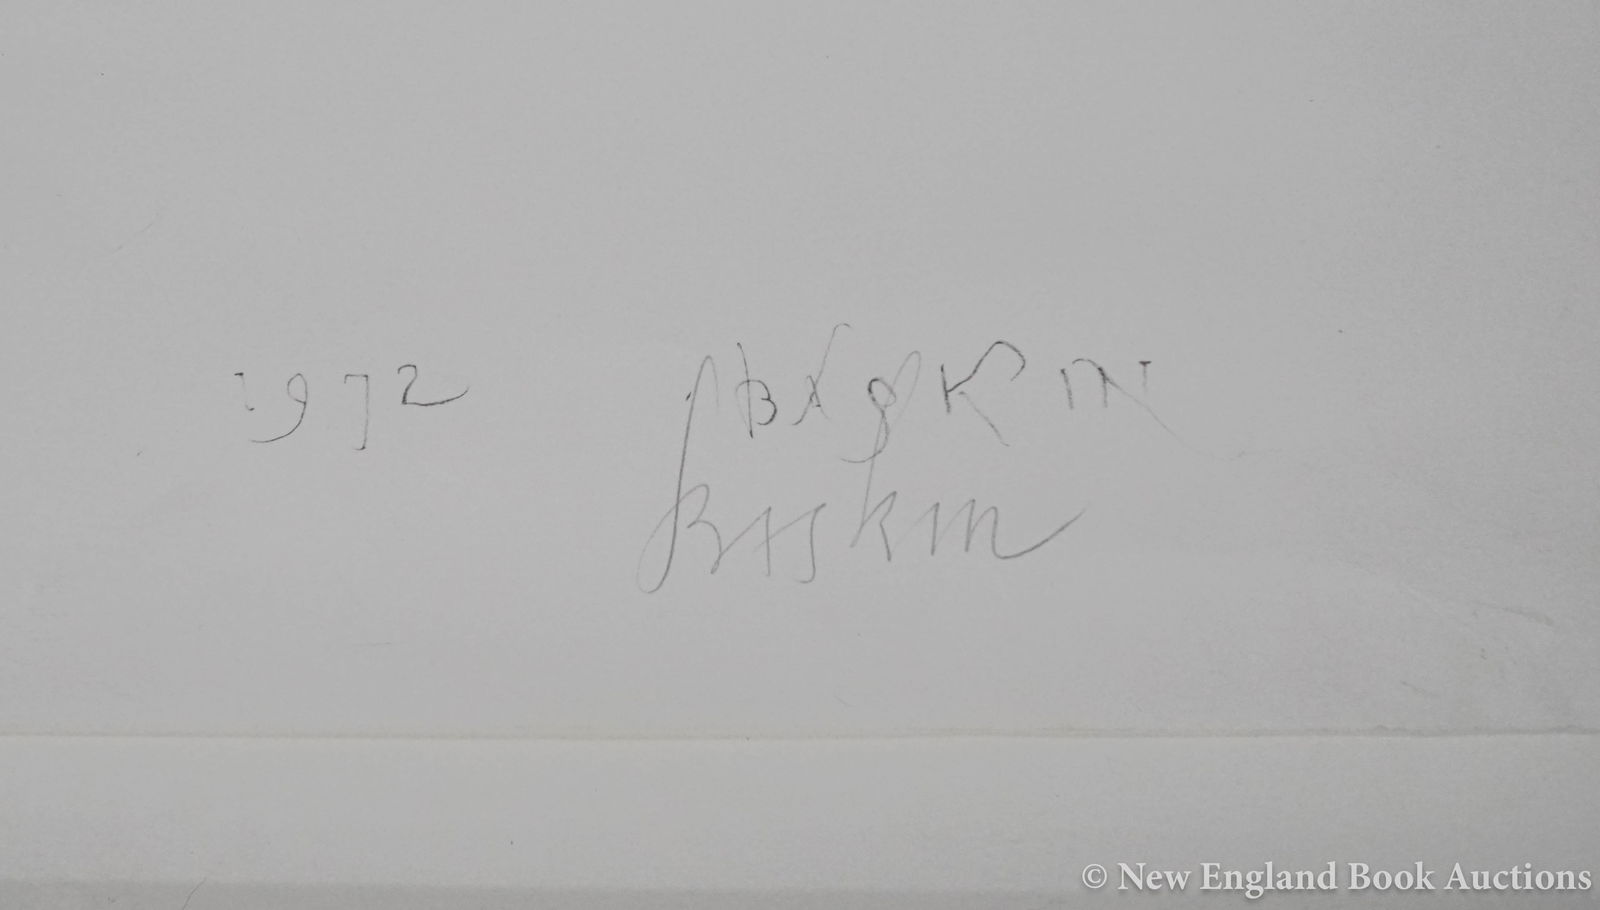 1972 BASKIN
BASKIN
© New England Book Auctions